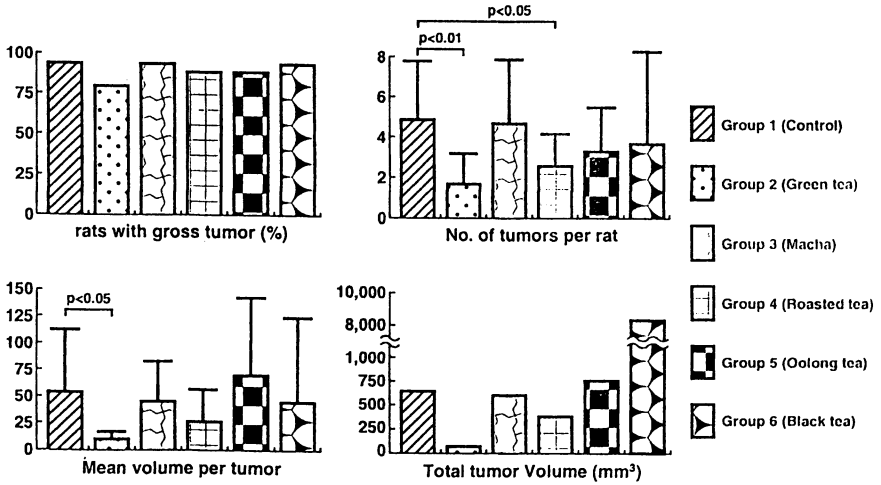 100
75
50
25
0
rats with gross tumor (%)
p<0.05
p<0.01
8
6
4
2
0
No. of tumors per rat
150
125
100
75
50
25
0
p<0.05
Mean volume per tumor
10,000
8,000
1,000
750
500
250
0
Total tumor Volume (mm³)
Group 1 (Control)
Group 2 (Green tea)
Group 3 (Macha)
Group 4 (Roasted tea)
Group 5 (Oolong tea)
Group 6 (Black tea)